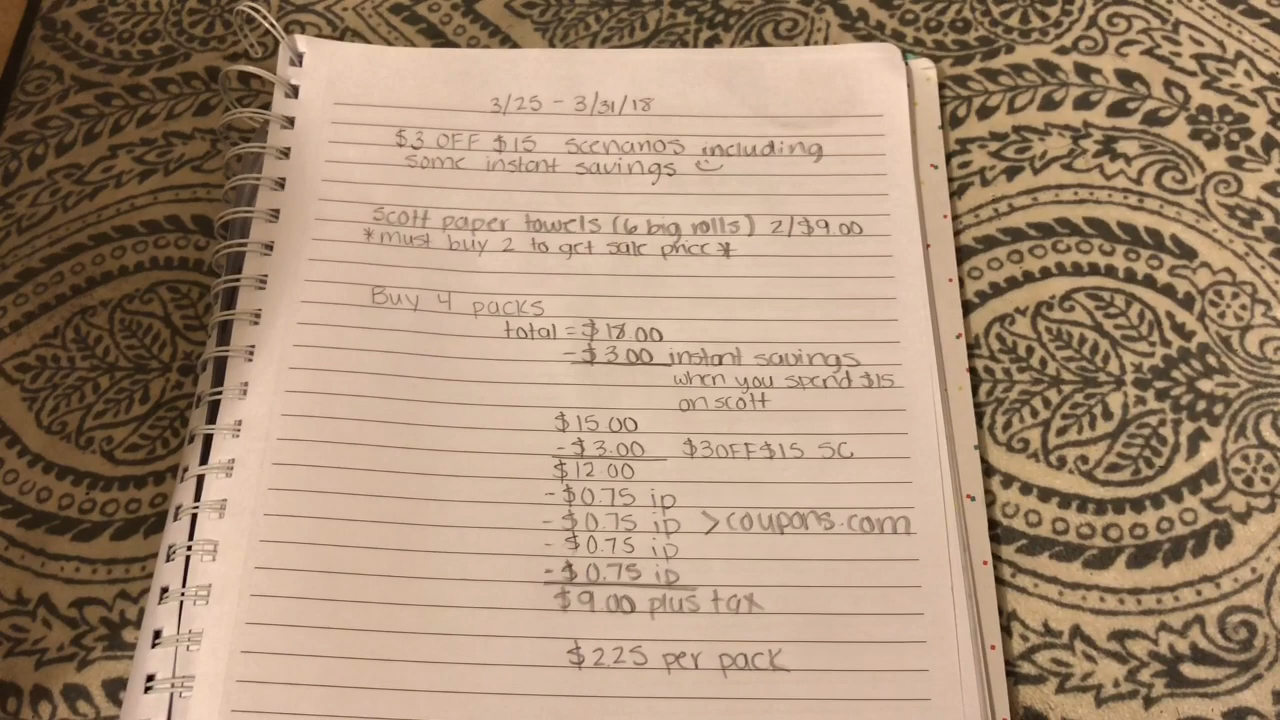 3/25 - 3/31/18
$3 OFF $15 scenarios including
some instant savings
scott paper towels (6 big rolls) 2/$9.00
*must buy 2 to get sale price*
Buy 4 packs
total = $18.00
- $3.00 instant savings
when you spend $15
on scott
$15.00
- $3.00 $3OFF$15 SC
$12.00
- $0.75 ip
- $0.75 ip >coupons.com
- $0.75 ip
- $0.75 ip
$9.00 plus tax
$2.25 per pack